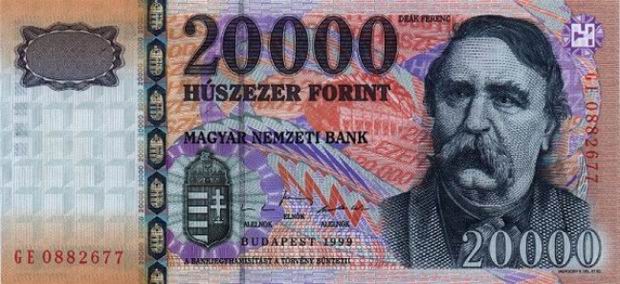 DEÁK FERENC
20000
HÚSZEZER FORINT
MAGYAR NEMZETI BANK
GE 0882677
ELNÖK
ALELNÖK ALELNÖK
BUDAPEST 1999
A BANKJEGYHAMISÍTÁST A TÖRVÉNY BÜNTETI!
GE 0882677
20000